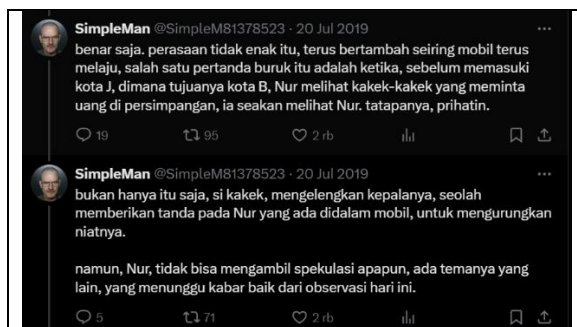 SimpleMan @SimpleM81378523 · 20 Jul 2019
benar saja. perasaan tidak enak itu, terus bertambah seiring mobil terus
melaju, salah satu pertanda buruk itu adalah ketika, sebelum memasuki
kota J, dimana tujuanya kota B, Nur melihat kakek-kakek yang meminta
uang di persimpangan, ia seakan melihat Nur. tatapanya, prihatin.
19 95 2 rb
SimpleMan @SimpleM81378523 · 20 Jul 2019
bukan hanya itu saja, si kakek, mengelengkan kepalanya, seolah
memberikan tanda pada Nur yang ada didalam mobil, untuk mengurungkan
niatnya.
namun, Nur, tidak bisa mengambil spekulasi apapun, ada temanya yang
lain, yang menunggu kabar baik dari observasi hari ini.
5 71 2 rb